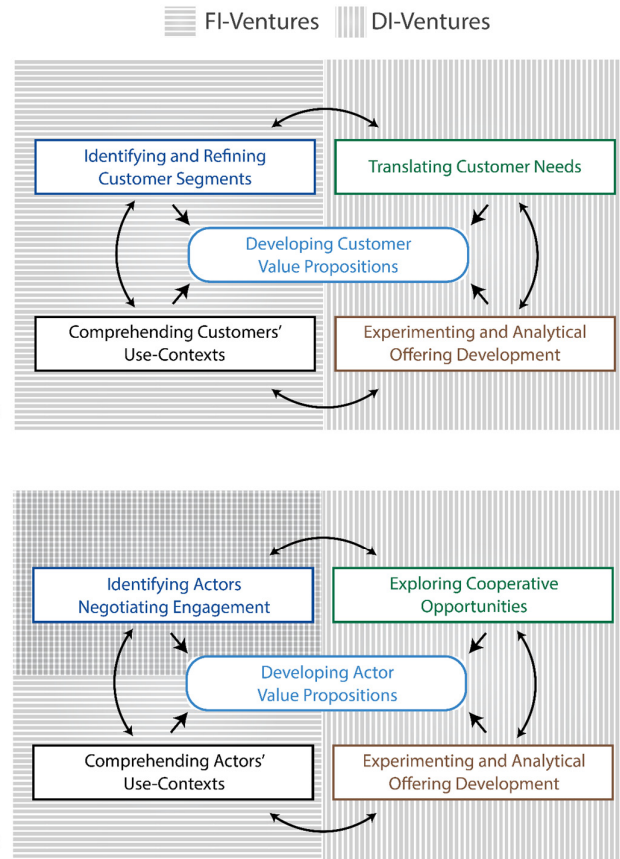 FI-Ventures DI-Ventures
Identifying and Refining
Customer Segments
Translating Customer Needs
Developing Customer
Value Propositions
Comprehending Customers'
Use-Contexts
Experimenting and Analytical
Offering Development
Identifying Actors
Negotiating Engagement
Exploring Cooperative
Opportunities
Developing Actor
Value Propositions
Comprehending Actors'
Use-Contexts
Experimenting and Analytical
Offering Development